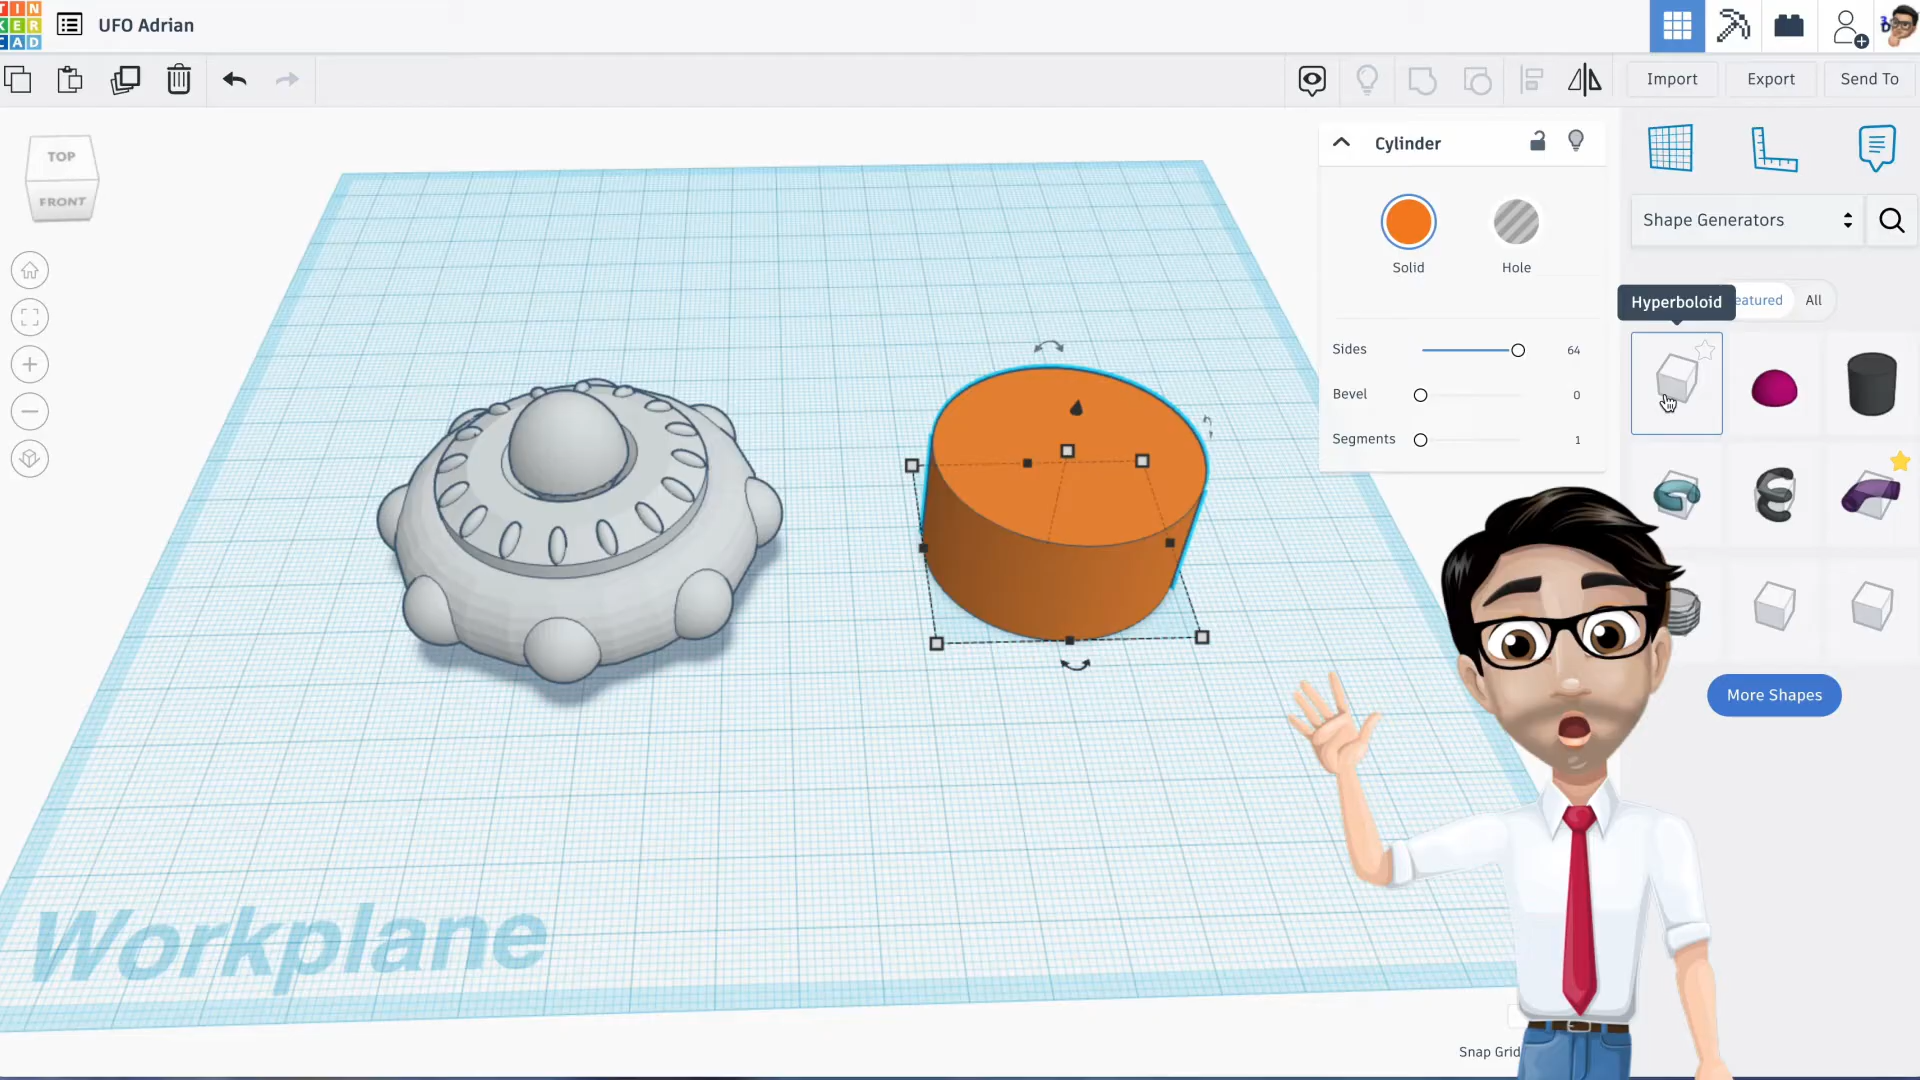 TIN
KER
CAD
UFO Adrian
Import
Export
Send To
TOP
FRONT
Cylinder
Solid
Hole
Sides
64
Bevel
0
Segments
1
Shape Generators
Hyperboloid
eatured
All
More Shapes
Workplane
Snap Grid